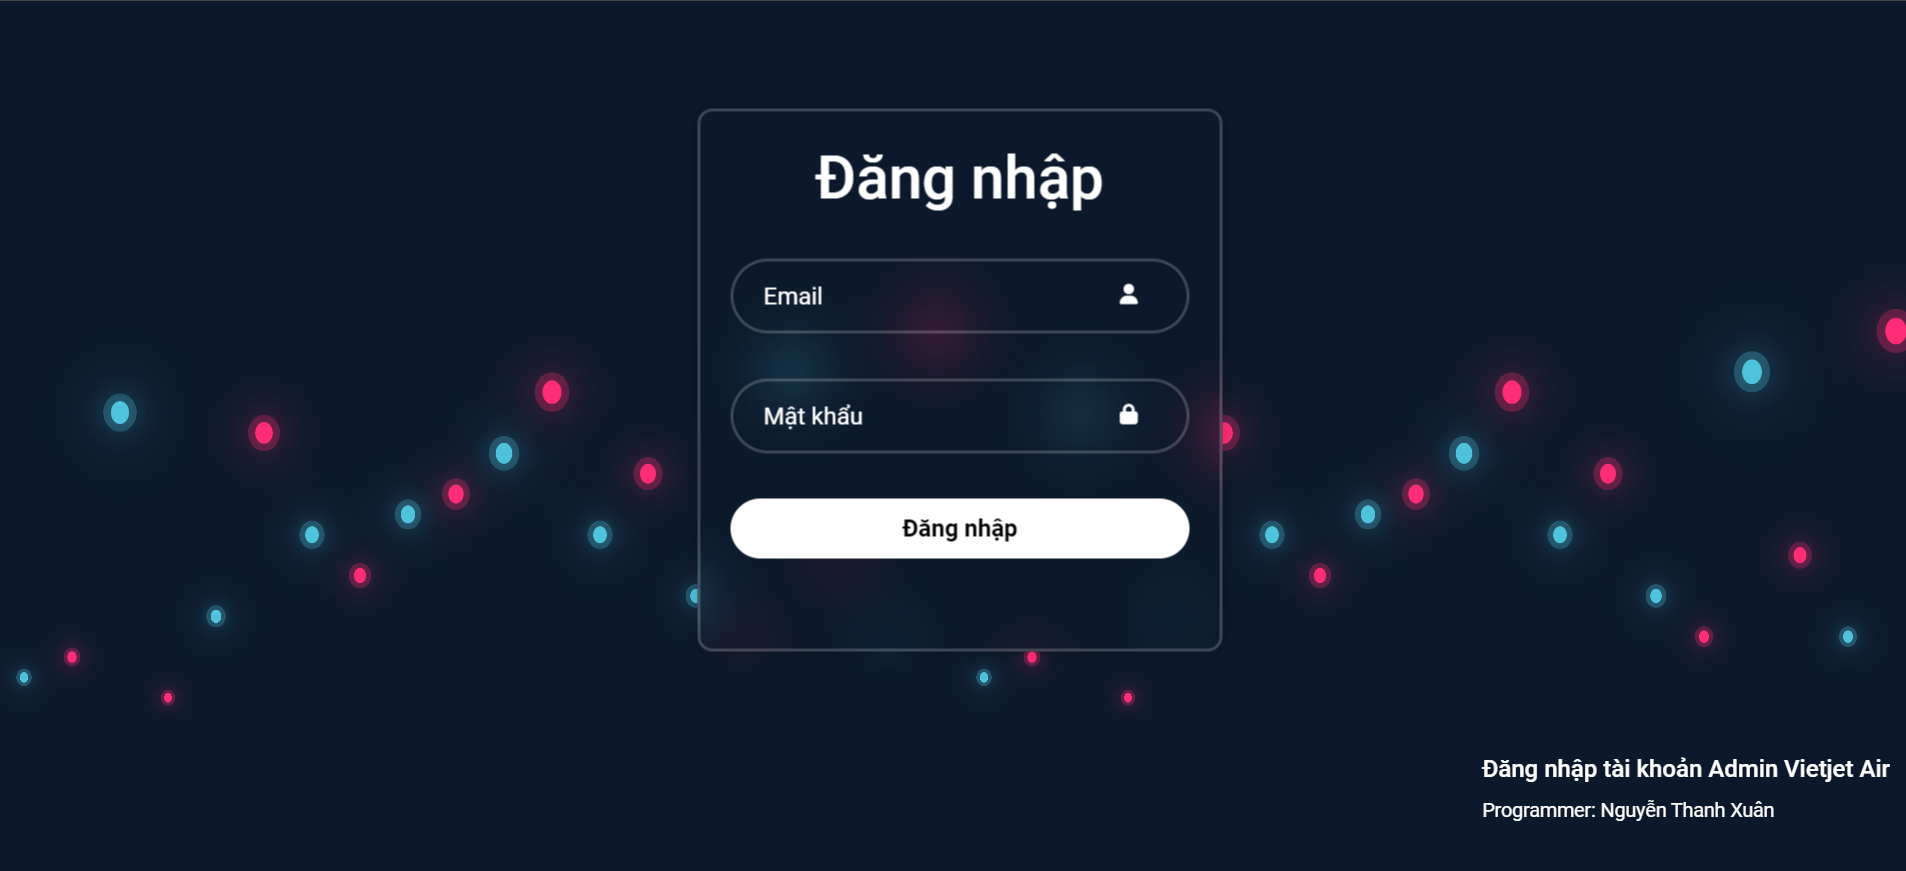 Đăng nhập
Email
Mật khẩu
Đăng nhập
Đăng nhập tài khoản Admin Vietjet Air
Programmer: Nguyễn Thanh Xuân